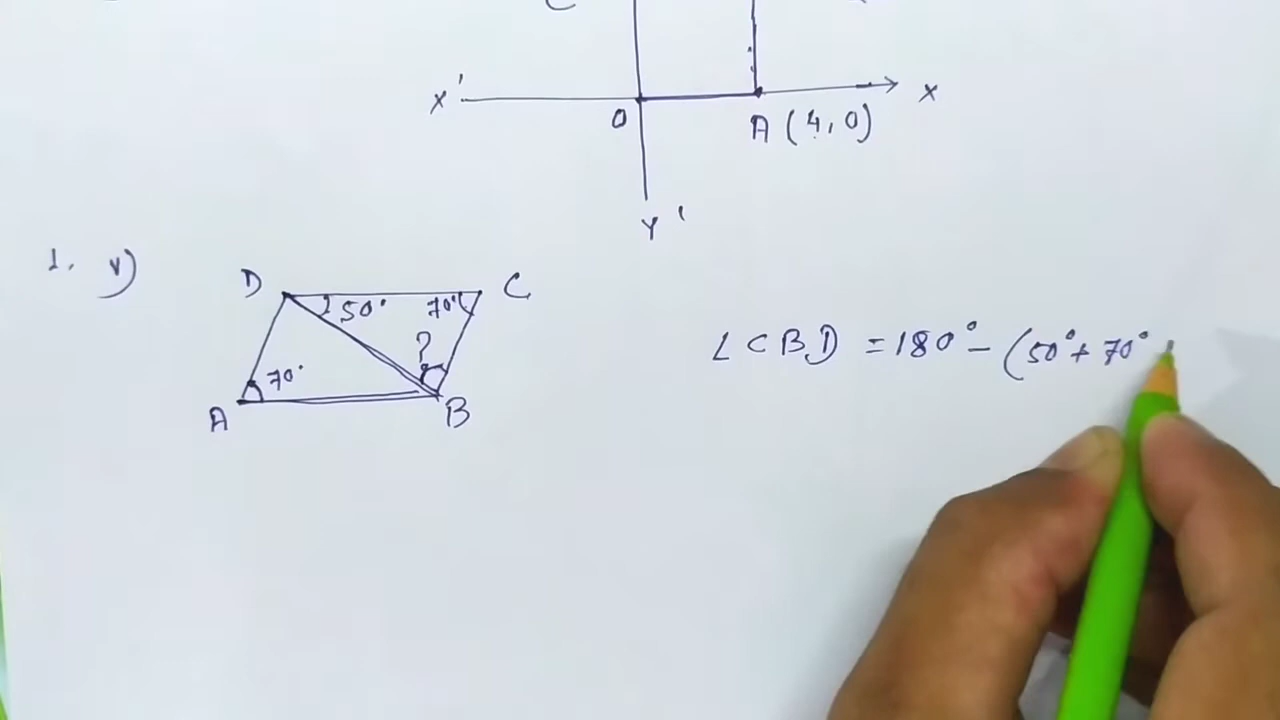 X' O A (4,0) X
Y'
1. v)
D 50° 70° C
?
70°
A B
∠CBD = 180° - (50° + 70°